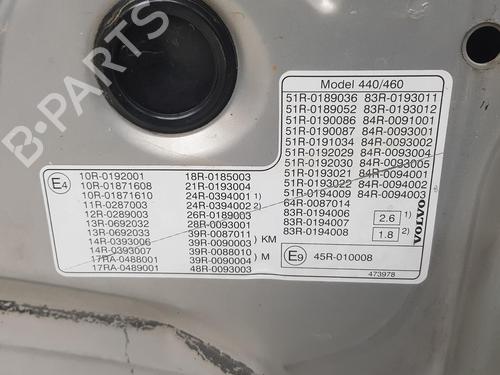 B-PARTS
Model 440/460
51R-0189036 83R-0193011
51R-0189052 83R-0193012
51R-0190086 84R-0091001
51R-0190087 84R-0093001
51R-0191034 84R-0093002
51R-0192029 84R-0093004
51R-0192030 84R-0093005
51R-0193021 84R-0094001
51R-0193022 84R-0094002
51R-0194009 84R-0094003
64R-0087014
83R-0194006
83R-0194007 2.6 1)
83R-0194008 1.8 2)
VOLVO
E9 45R-010008
473978
E4
10R-0192001 18R-0185003
10R-01871608 21R-0193004
10R-01871610 24R-0394001 1)
11R-0287003 24R-0394002 2)
12R-0289003 26R-0189003
13R-0692032 28R-0093001
13R-0692033 39R-0087011
14R-0393006 39R-0090003 ) KM
14R-0393007 39R-0088010
17RA-0488001 39R-0090004 ) M
17RA-0489001 48R-0093003